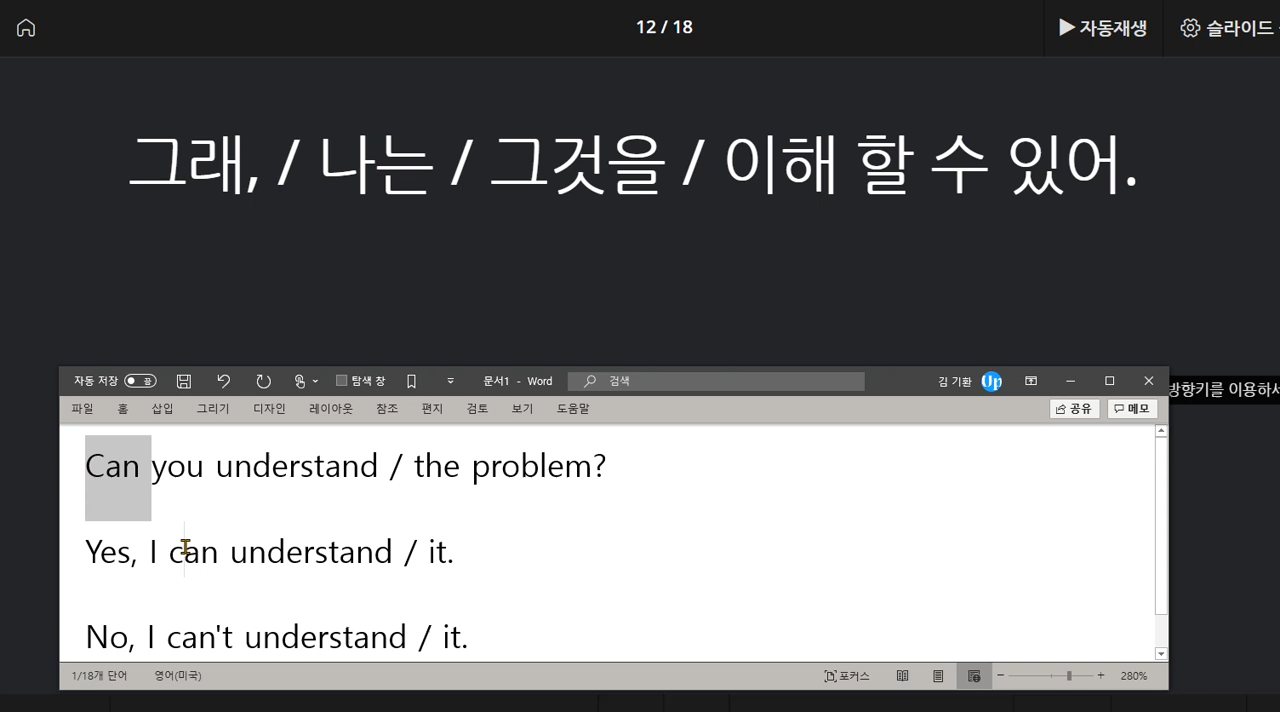 12 / 18
▶ 자동재생
슬라이드
그래, / 나는 / 그것을 / 이해 할 수 있어.
자동 저장 끔
탐색 창
문서1 - Word
검색
김 기환
Up
파일 홈 삽입 그리기 디자인 레이아웃 참조 편지 검토 보기 도움말
공유
메모
방향키를 이용하
Can you understand / the problem?
Yes, I can understand / it.
No, I can't understand / it.
1/18개 단어 영어(미국)
포커스
280%